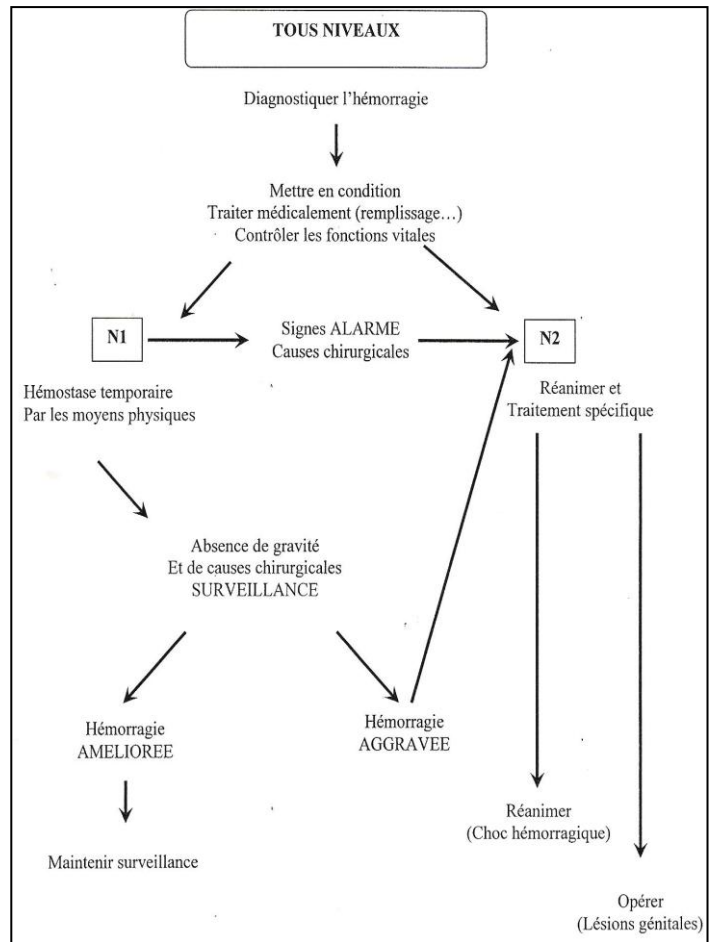 TOUS NIVEAUX
Diagnostiquer l'hémorragie
Mettre en condition
Traiter médicalement (remplissage…)
Contrôler les fonctions vitales
N1
Signes ALARME
Causes chirurgicales
N2
Hémostase temporaire
Par les moyens physiques
Réanimer et
Traitement spécifique
Absence de gravité
Et de causes chirurgicales
SURVEILLANCE
Hémorragie
AMELIOREE
Hémorragie
AGGRAVEE
Maintenir surveillance
Réanimer
(Choc hémorragique)
Opérer
(Lésions génitales)